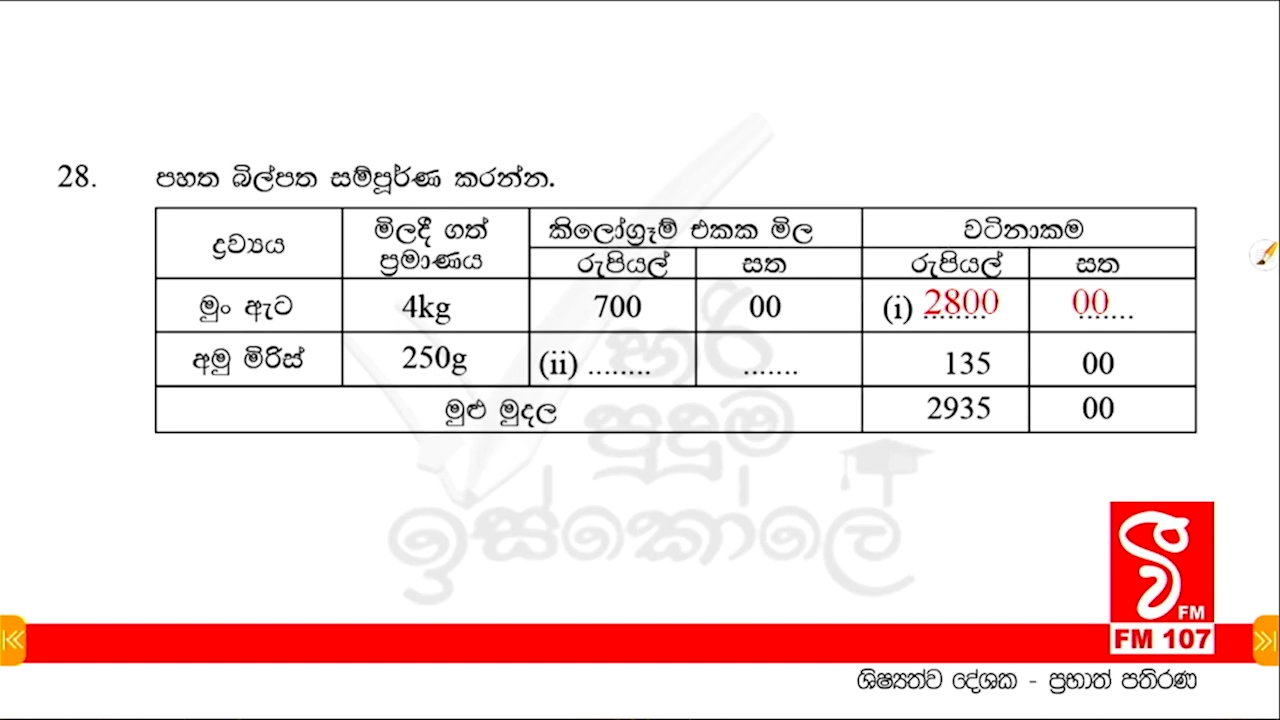 28. පහත බිල්පත සම්පූර්ණ කරන්න.
ද්‍රව්‍යය මිලදී ගත් ප්‍රමාණය කිලෝග්‍රෑම් එකක මිල වටිනාකම
රුපියල් සත රුපියල් සත
මුං ඇට 4kg 700 00 (i) 2800 00
අමු මිරිස් 250g (ii) ........ ....... 135 00
මුළු මුදල 2935 00
හරි
පුදුම
ඉස්කෝලේ
වී FM
FM 107
ශිෂ්‍යත්ව දේශක - ප්‍රභාත් පතිරණ